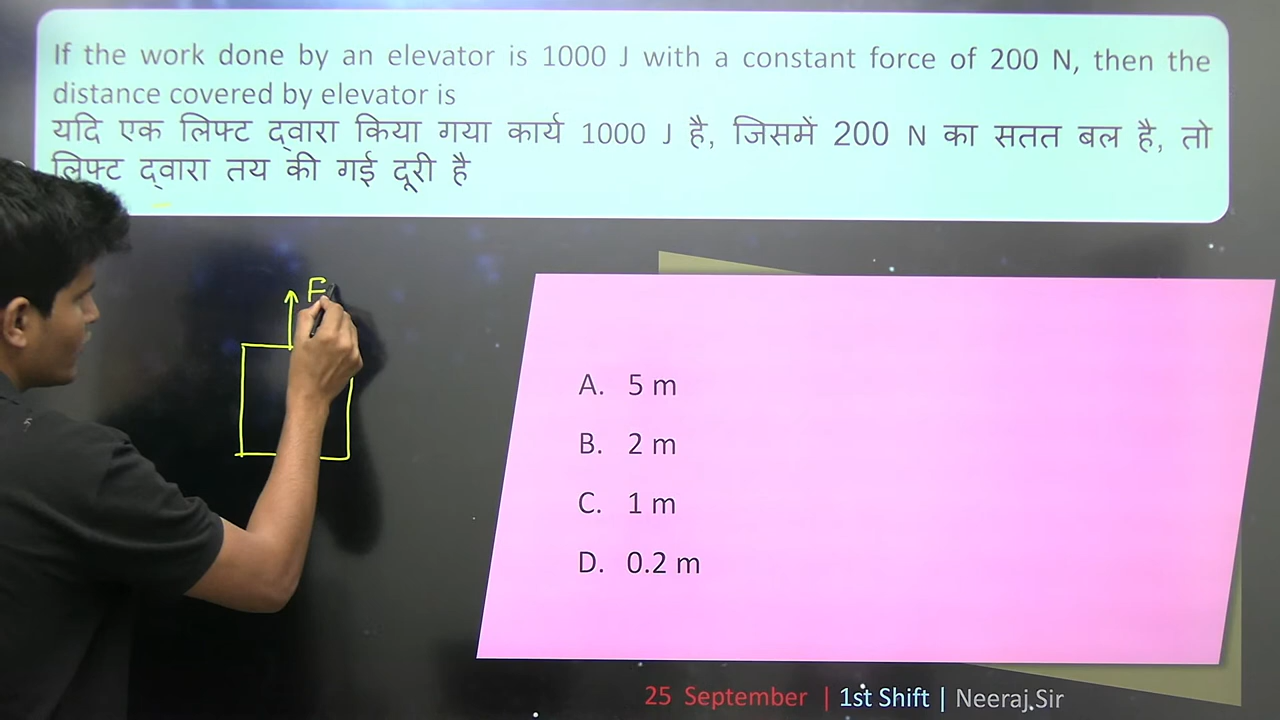 If the work done by an elevator is 1000 J with a constant force of 200 N, then the
distance covered by elevator is
यदि एक लिफ्ट द्वारा किया गया कार्य 1000 J है, जिसमें 200 N का सतत बल है, तो
लिफ्ट द्वारा तय की गई दूरी है
F
A. 5 m
B. 2 m
C. 1 m
D. 0.2 m
25 September | 1st Shift | Neeraj Sir